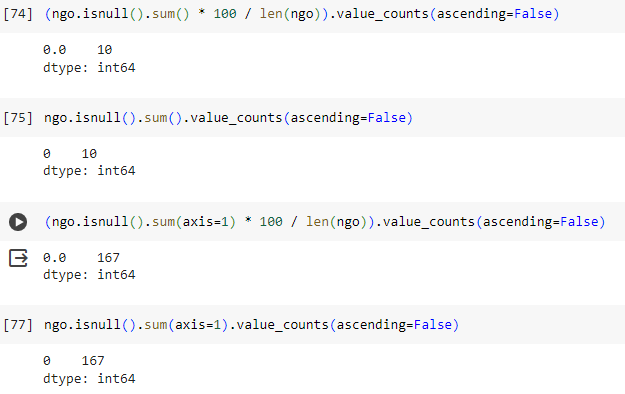 [74] (ngo.isnull().sum() * 100 / len(ngo)).value_counts(ascending=False)
0.0    10
dtype: int64
[75] ngo.isnull().sum().value_counts(ascending=False)
0    10
dtype: int64
(ngo.isnull().sum(axis=1) * 100 / len(ngo)).value_counts(ascending=False)
0.0    167
dtype: int64
[77] ngo.isnull().sum(axis=1).value_counts(ascending=False)
0    167
dtype: int64